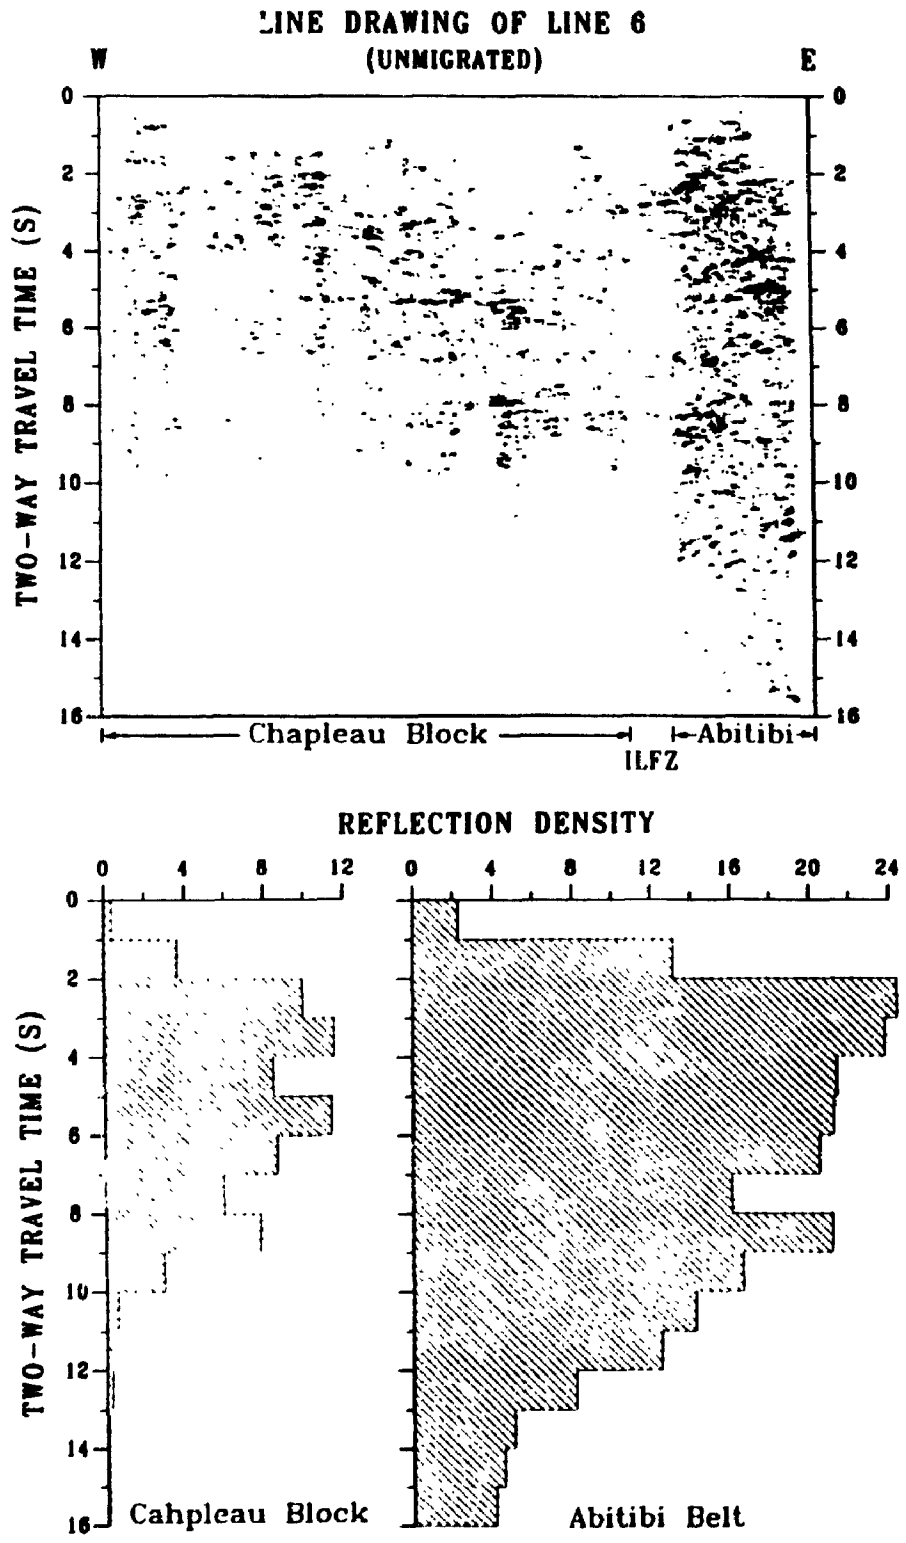 LINE DRAWING OF LINE 6
W (UNMIGRATED) E
TWO-WAY TRAVEL TIME (S)
0 0
2 2
4 4
6 6
8 8
10 10
12 12
14 14
16 16
Chapleau Block Abitibi
ILFZ
REFLECTION DENSITY
0 4 8 12 0 4 8 12 16 20 24
TWO-WAY TRAVEL TIME (S)
0
2
4
6
8
10
12
14
16
Cahpleau Block Abitibi Belt